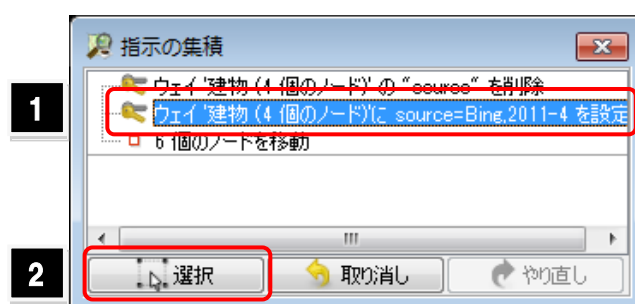 指示の集積
ウェイ '建物 (4 個のノード)' の "source" を削除
1
ウェイ '建物 (4 個のノード)'に source=Bing,2011-4 を設定
6 個のノードを移動
2
選択
取り消し
やり直し